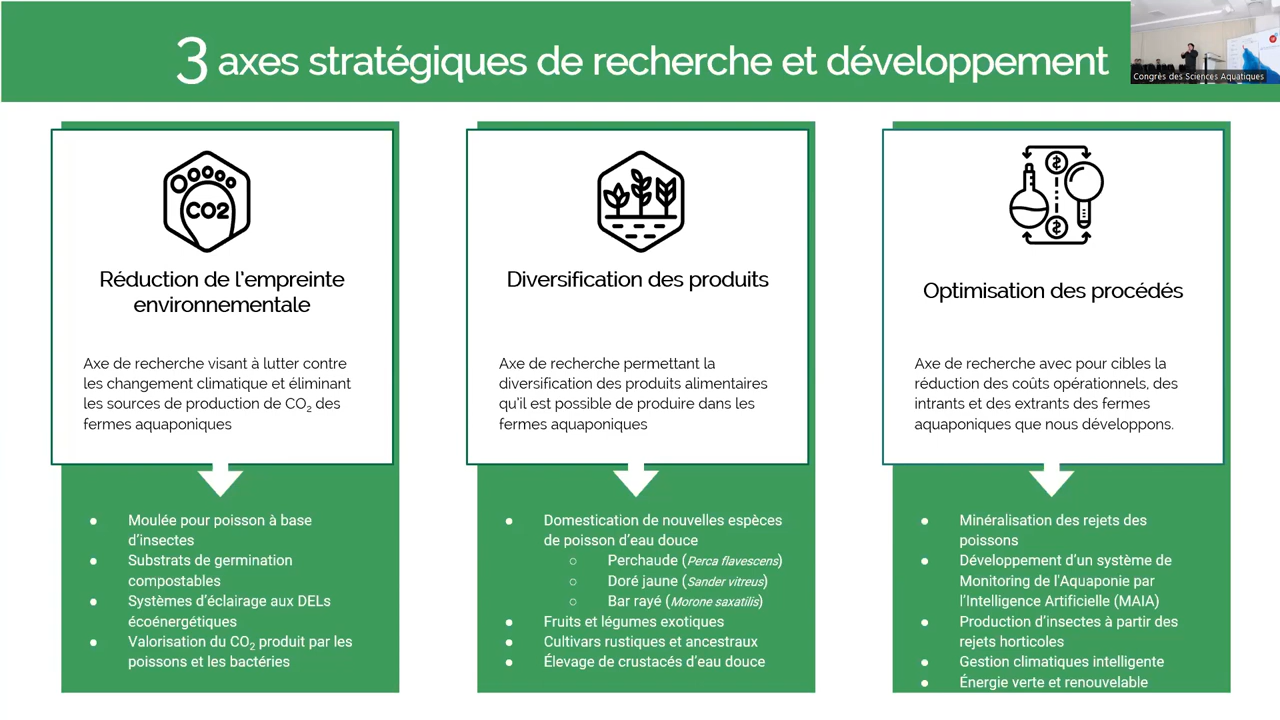 3 axes stratégiques de recherche et développement
Congrès des Sciences Aquatiques
CO2
Réduction de l'empreinte
environnementale
Axe de recherche visant à lutter contre
les changement climatique et éliminant
les sources de production de CO₂ des
fermes aquaponiques
● Moulée pour poisson à base
d'insectes
● Substrats de germination
compostables
● Systèmes d'éclairage aux DELs
écoénergétiques
● Valorisation du CO₂ produit par les
poissons et les bactéries
Diversification des produits
Axe de recherche permettant la
diversification des produits alimentaires
qu'il est possible de produire dans les
fermes aquaponiques
● Domestication de nouvelles espèces
de poisson d'eau douce
○ Perchaude (Perca flavescens)
○ Doré jaune (Sander vitreus)
○ Bar rayé (Morone saxatilis)
● Fruits et légumes exotiques
● Cultivars rustiques et ancestraux
● Élevage de crustacés d'eau douce
$
$
Optimisation des procédés
Axe de recherche avec pour cibles la
réduction des coûts opérationnels, des
intrants et des extrants des fermes
aquaponiques que nous développons.
● Minéralisation des rejets des
poissons
● Développement d'un système de
Monitoring de l'Aquaponie par
l'Intelligence Artificielle (MAIA)
● Production d'insectes à partir des
rejets horticoles
● Gestion climatiques intelligente
● Énergie verte et renouvelable